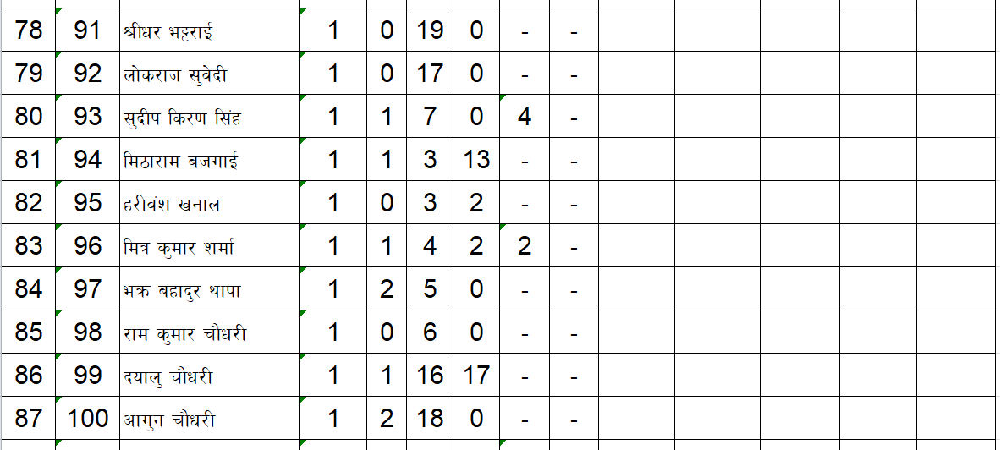 78 91 श्रीधर भट्टराई 1 0 19 0 - -
79 92 लोकराज सुवेदी 1 0 17 0 - -
80 93 सुदीप किरण सिंह 1 1 7 0 4 -
81 94 मिठाराम बजगाई 1 1 3 13 - -
82 95 हरीवंश खनाल 1 0 3 2 - -
83 96 मित्र कुमार शर्मा 1 1 4 2 2 -
84 97 भक्त बहादुर थापा 1 2 5 0 - -
85 98 राम कुमार चौधरी 1 0 6 0 - -
86 99 दयालु चौधरी 1 1 16 17 - -
87 100 आगुन चौधरी 1 2 18 0 - -